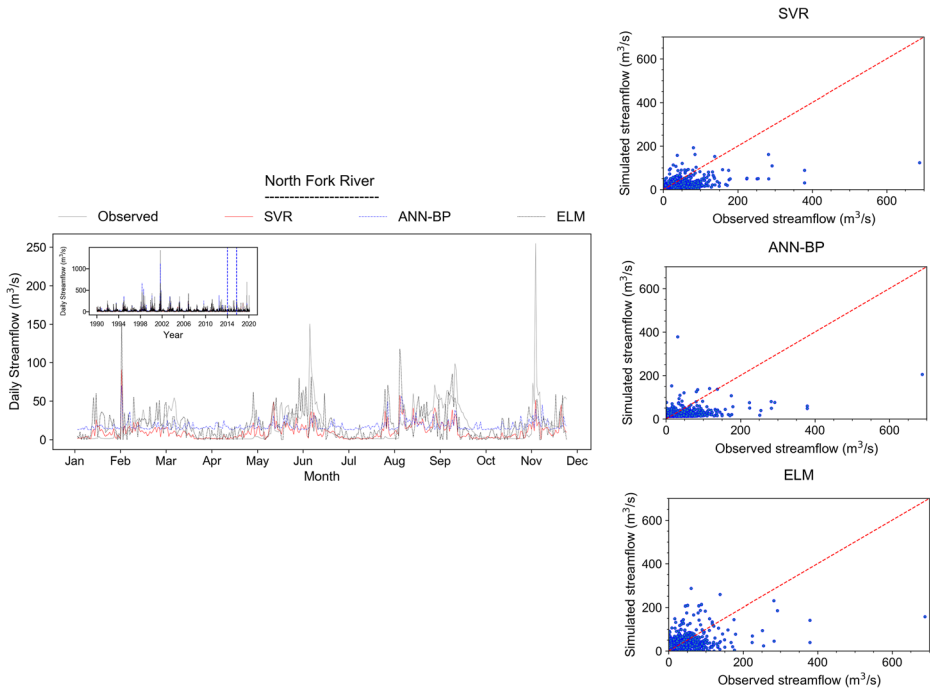 North Fork River
Observed SVR ANN-BP ELM
Daily Streamflow (m³/s)
250
200
150
100
50
0
Jan Feb Mar Apr May Jun Jul Aug Sep Oct Nov Dec
Month
Daily Streamflow (m³/s)
1000
500
0
1990 1994 1998 2002 2006 2010 2014 2020
Year
SVR
Simulated streamflow (m³/s)
600
400
200
0
0 200 400 600
Observed streamflow (m³/s)
ANN-BP
Simulated streamflow (m³/s)
600
400
200
0
0 200 400 600
Observed streamflow (m³/s)
ELM
Simulated streamflow (m³/s)
600
400
200
0
0 200 400 600
Observed streamflow (m³/s)